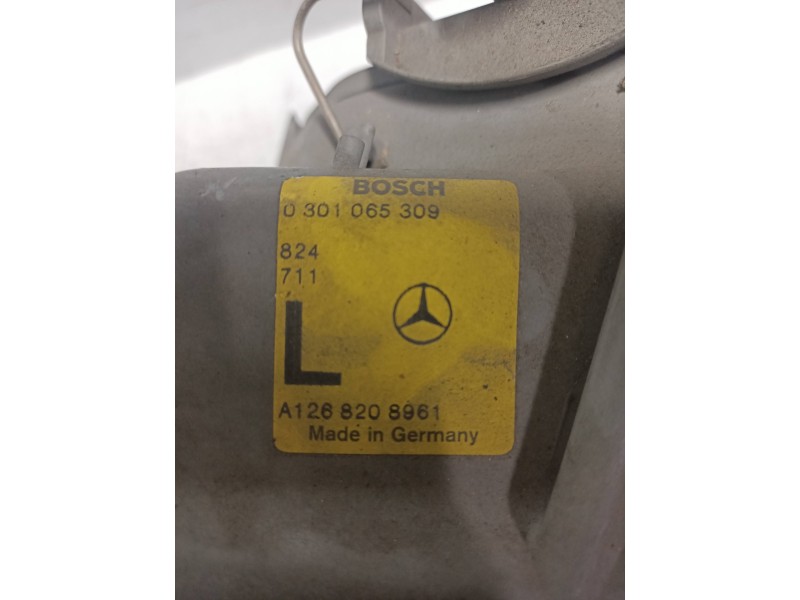 BOSCH
0 301 065 309
824
711
L
A126 820 8961
Made in Germany